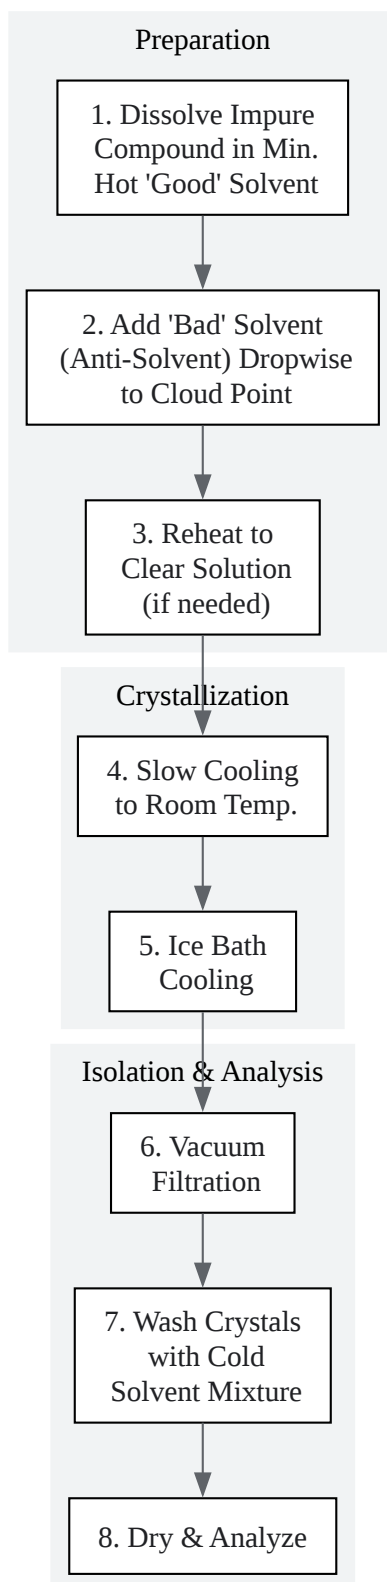 Preparation
1. Dissolve Impure
Compound in Min.
Hot 'Good' Solvent
2. Add 'Bad' Solvent
(Anti-Solvent) Dropwise
to Cloud Point
3. Reheat to
Clear Solution
(if needed)
Crystallization
4. Slow Cooling
to Room Temp.
5. Ice Bath
Cooling
Isolation & Analysis
6. Vacuum
Filtration
7. Wash Crystals
with Cold
Solvent Mixture
8. Dry & Analyze